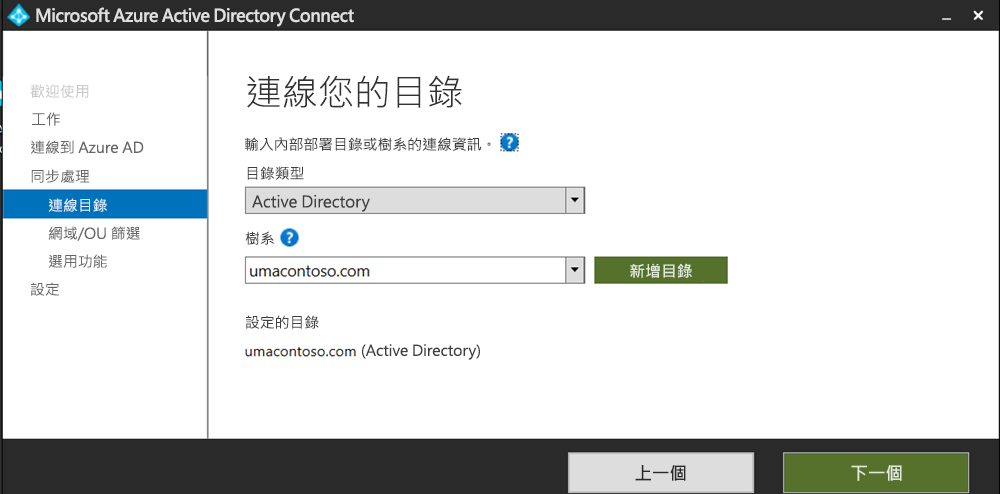 Microsoft Azure Active Directory Connect
歡迎使用
工作
連線到 Azure AD
同步處理
連線目錄
網域/OU 篩選
選用功能
設定
連線您的目錄
輸入內部部署目錄或樹系的連線資訊。 ?
目錄類型
Active Directory
樹系 ?
umacontoso.com
新增目錄
設定的目錄
umacontoso.com (Active Directory)
上一個
下一個